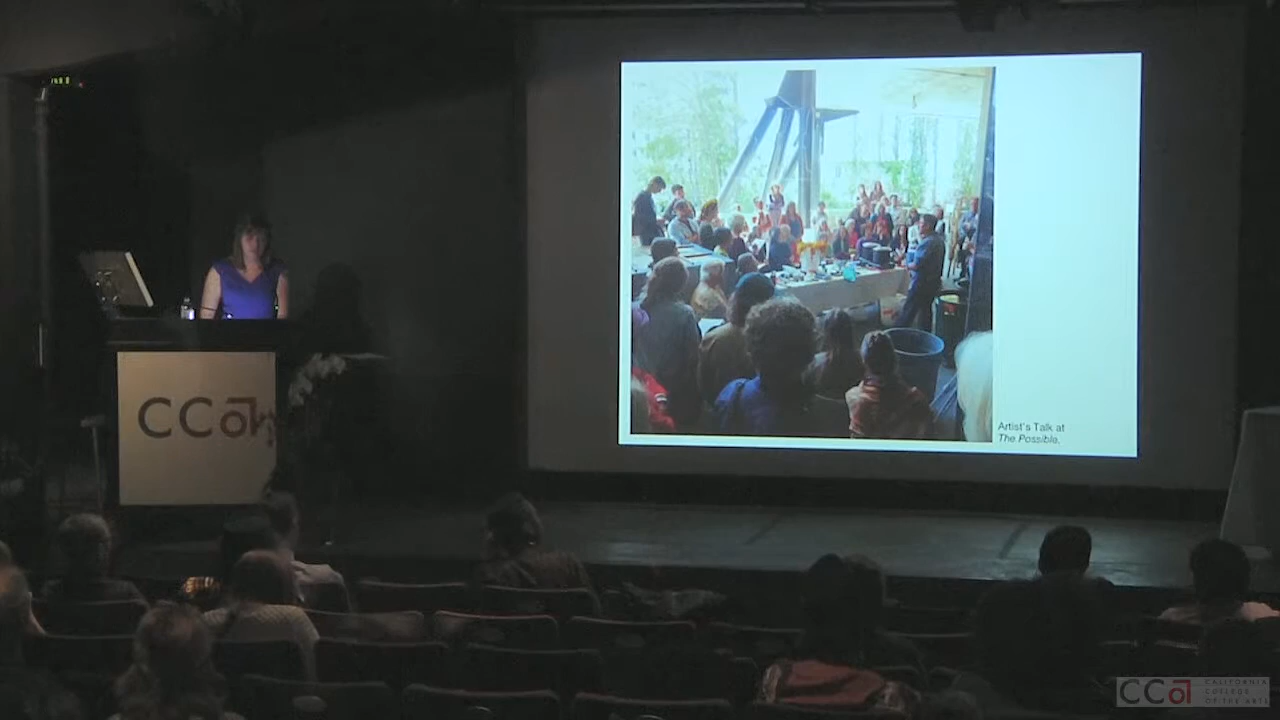 CCa
Artist's Talk at
The Possible,
CCa
CALIFORNIA
COLLEGE
OF THE ARTS